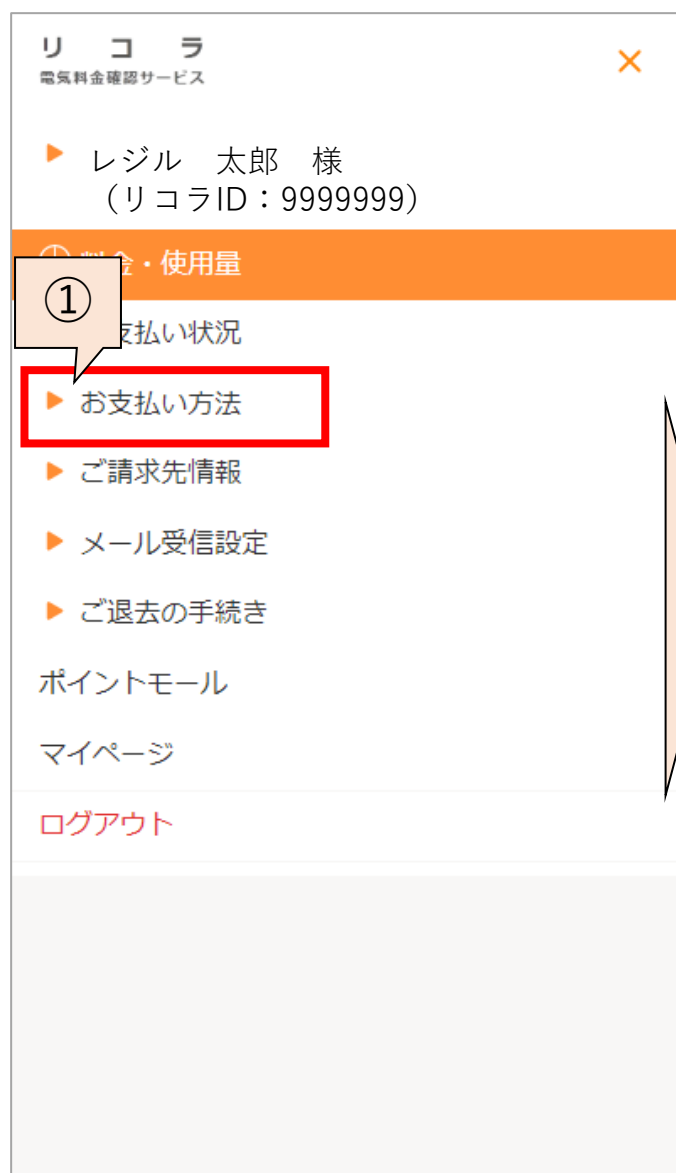 リコラ
電気料金確認サービス
レジル 太郎 様
（リコラID：9999999）
・使用量
①
支払い状況
お支払い方法
ご請求先情報
メール受信設定
ご退去の手続き
ポイントモール
マイページ
ログアウト